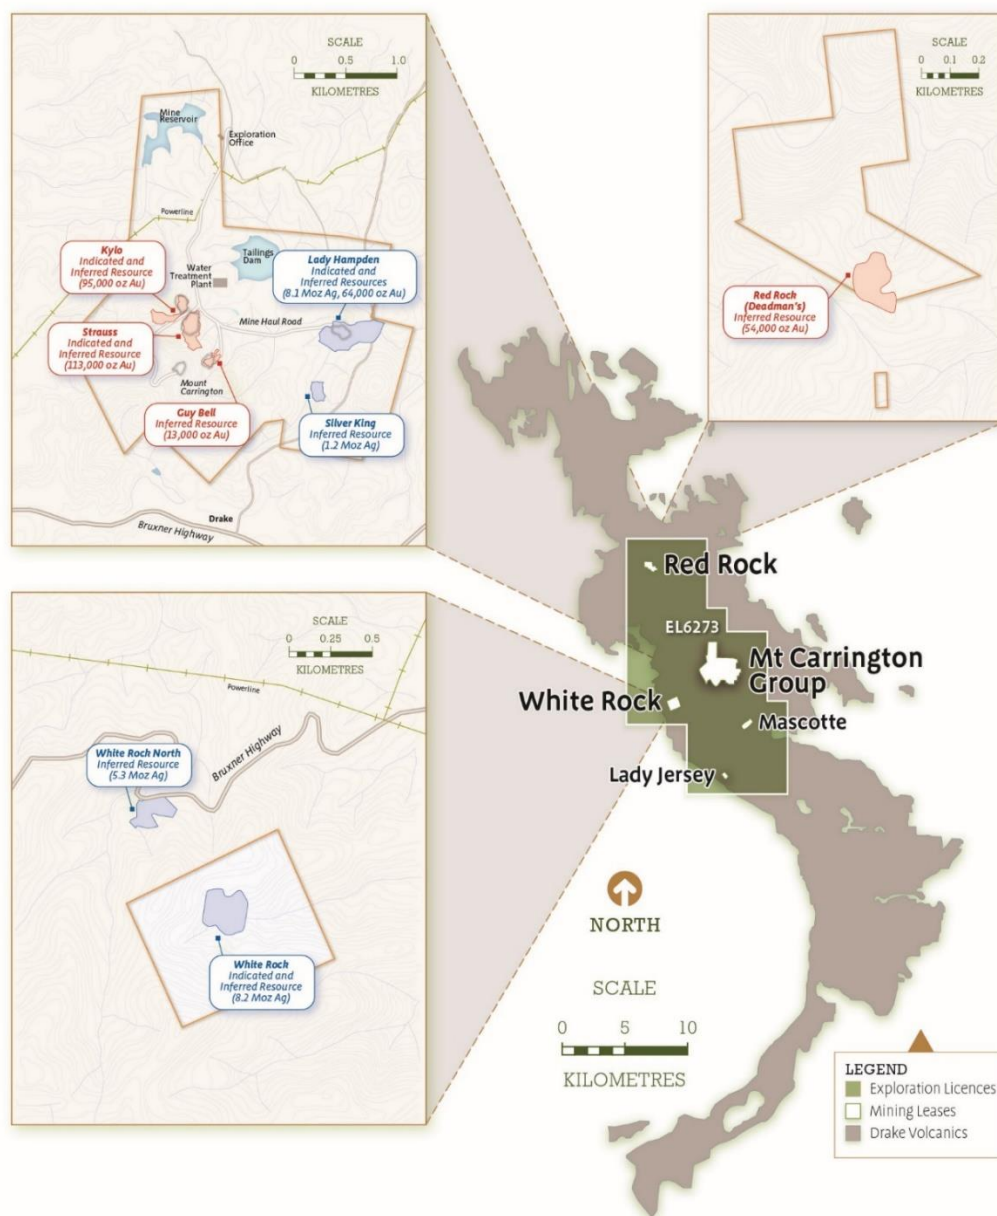 SCALE
0 0.5 1.0
KILOMETRES
Mine
Reservoir
Exploration
Office
Powerline
Kylo
Indicated and
Inferred Resource
(95,000 oz Au)
Water
Treatment
Plant
Tailings
Dam
Lady Hampden
Indicated and
Inferred Resources
(8.1 Moz Ag, 64,000 oz Au)
Strauss
Indicated and
Inferred Resource
(113,000 oz Au)
Mine Haul Road
Mount
Carrington
Guy Bell
Inferred Resource
(13,000 oz Au)
Silver King
Inferred Resource
(1.2 Moz Ag)
Drake
Bruxner Highway
SCALE
0 0.1 0.2
KILOMETRES
Red Rock
(Deadman's)
Inferred Resource
(54,000 oz Au)
SCALE
0 0.25 0.5
KILOMETRES
Powerline
White Rock North
Inferred Resource
(5.3 Moz Ag)
Bruxner Highway
White Rock
Indicated and
Inferred Resource
(8.2 Moz Ag)
Red Rock
EL6273
Mt Carrington
Group
White Rock
Mascotte
Lady Jersey
NORTH
SCALE
0 5 10
KILOMETRES
LEGEND
Exploration Licences
Mining Leases
Drake Volcanics